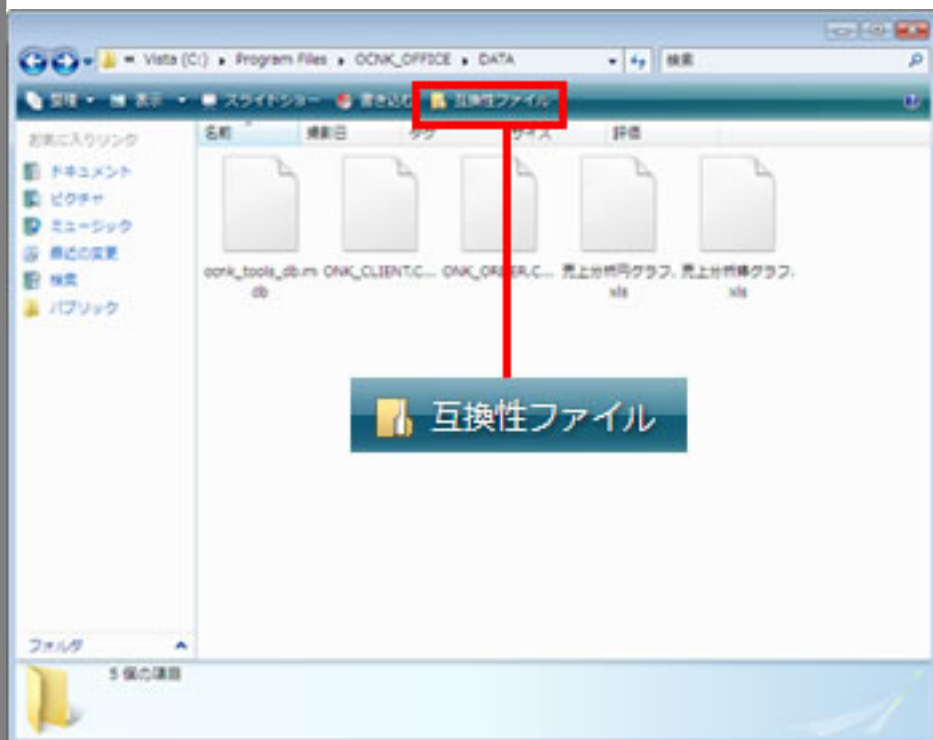 Vista (C:) ▸ Program Files ▸ OCNK_OFFICE ▸ DATA 検索
整理 表示 スライドショー 書き込む 互換性ファイル
お気に入りリンク
名前 撮影日 タグ サイズ 評価
ドキュメント
ピクチャ
ミュージック
最近の変更
検索
パブリック
ocnk_tools_db.m ONK_CLIENT.C... ONK_ORDER.C... 売上分析円グラフ. 売上分析棒グラフ.
db xls xls
互換性ファイル
フォルダ
5 個の項目